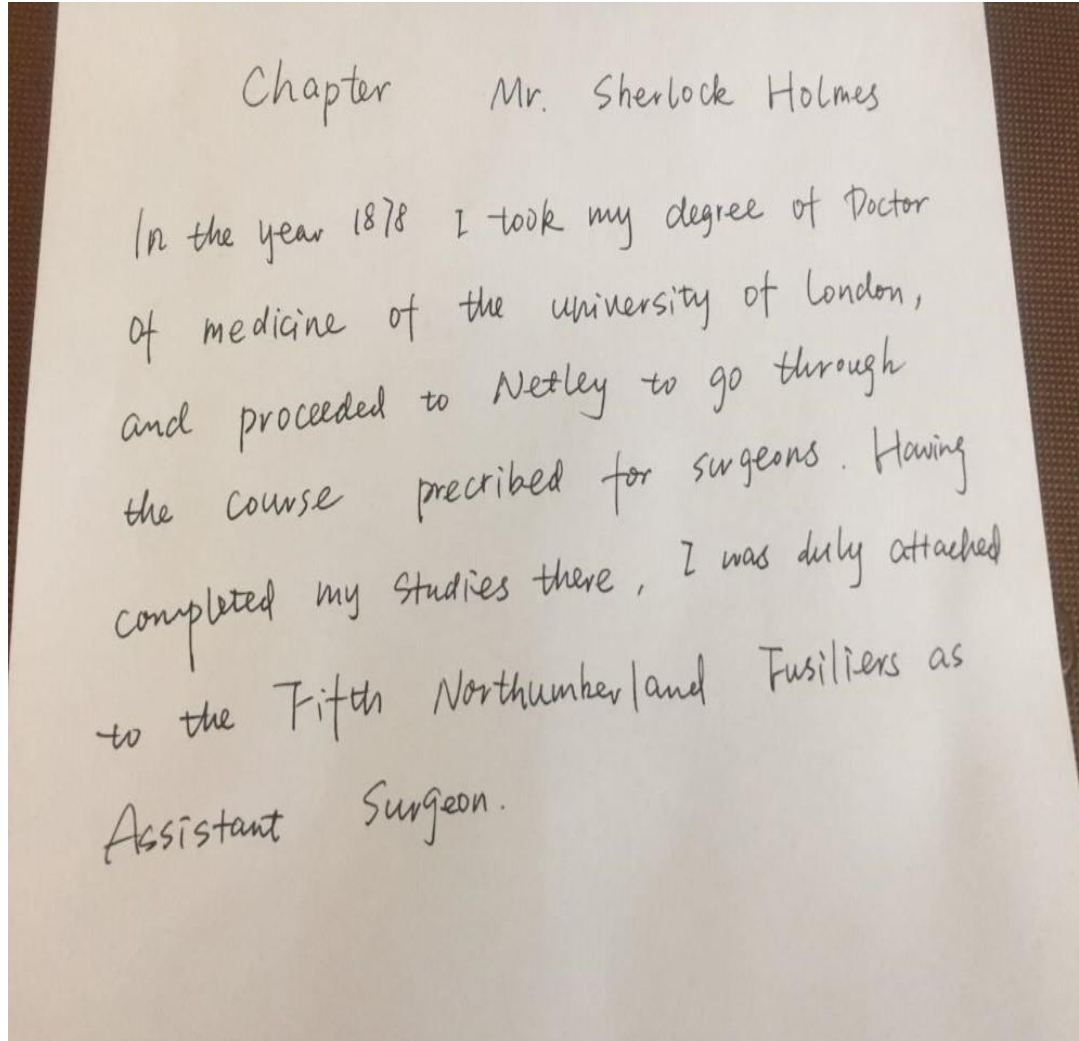 Chapter Mr. Sherlock Holmes
In the year 1878 I took my degree of Doctor
of medicine of the university of London,
and proceeded to Netley to go through
the course precribed for surgeons. Having
completed my studies there, I was duly attached
to the Fifth Northumberland Fusiliers as
Assistant Surgeon.